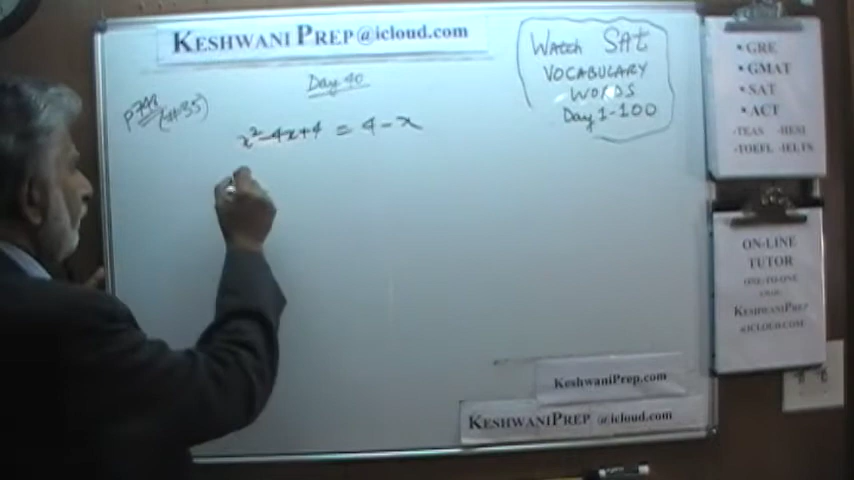 KESHWANI PREP@icloud.com
Day 40
(#35)
x² - 4x + 4 = 4 - x
Watch SAT
VOCABULARY
WORDS
Day 1-100
• GRE
• GMAT
• SAT
• ACT
-TEAS -HESI
-TOEFL -IELTS
ON-LINE
TUTOR
ONE-TO-ONE
KESHWANIPREP
@ICLOUD.COM
KeshwaniPrep.com
KESHWANIPREP @icloud.com